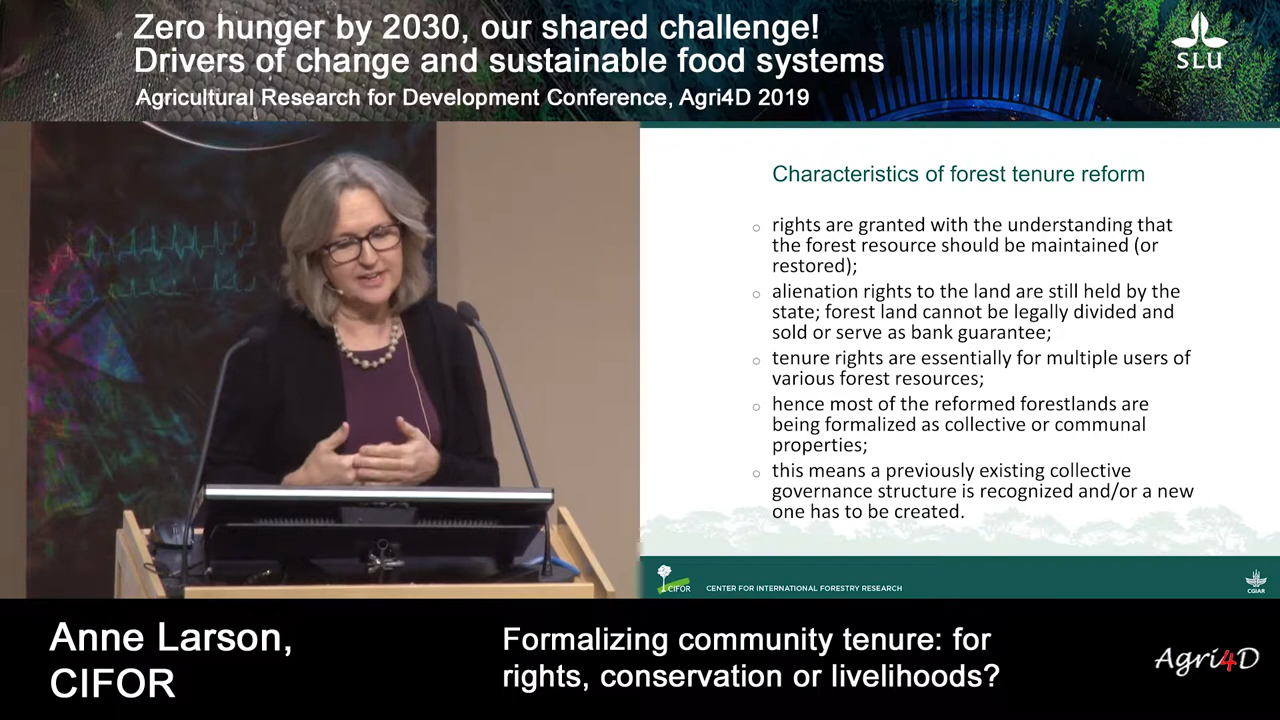 Zero hunger by 2030, our shared challenge!
Drivers of change and sustainable food systems
Agricultural Research for Development Conference, Agri4D 2019
SLU
Characteristics of forest tenure reform
○ rights are granted with the understanding that
the forest resource should be maintained (or
restored);
○ alienation rights to the land are still held by the
state; forest land cannot be legally divided and
sold or serve as bank guarantee;
○ tenure rights are essentially for multiple users of
various forest resources;
○ hence most of the reformed forestlands are
being formalized as collective or communal
properties;
○ this means a previously existing collective
governance structure is recognized and/or a new
one has to be created.
CIFOR
CENTER FOR INTERNATIONAL FORESTRY RESEARCH
CGIAR
Anne Larson,
CIFOR
Formalizing community tenure: for
rights, conservation or livelihoods?
Agri4D